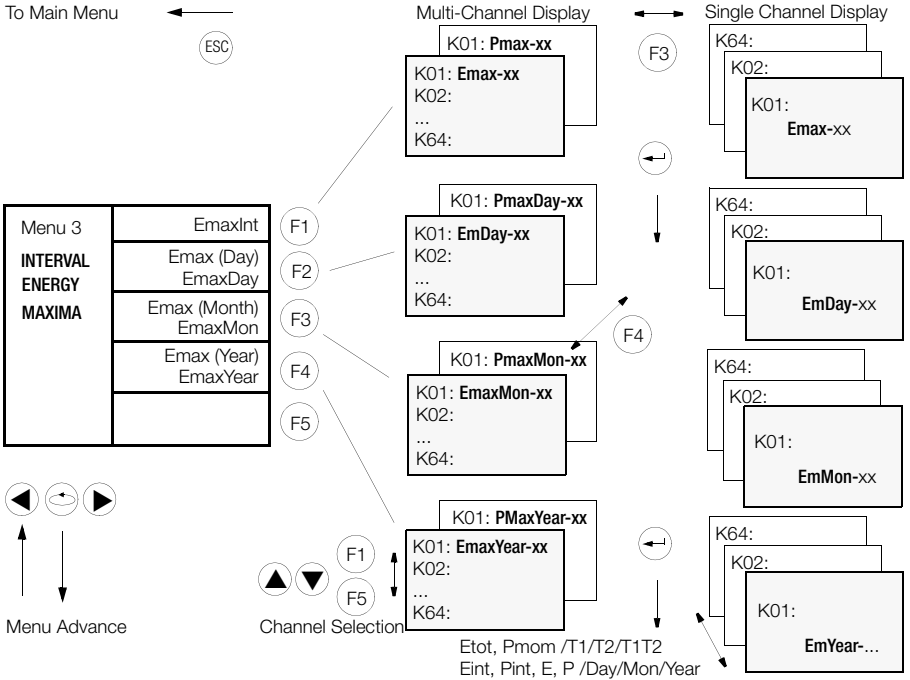 To Main Menu
ESC
Multi-Channel Display
Single Channel Display
F3
K01: Pmax-xx
K01: Emax-xx
K02:
...
K64:
K64:
K02:
K01:
Emax-xx
Menu 3
INTERVAL
ENERGY
MAXIMA
EmaxInt
F1
Emax (Day)
EmaxDay
F2
Emax (Month)
EmaxMon
F3
Emax (Year)
EmaxYear
F4
F5
K01: PmaxDay-xx
K01: EmDay-xx
K02:
...
K64:
K64:
K02:
K01:
EmDay-xx
F4
K01: PmaxMon-xx
K01: EmaxMon-xx
K02:
...
K64:
K64:
K02:
K01:
EmMon-xx
K01: PMaxYear-xx
K01: EmaxYear-xx
K02:
...
K64:
K64:
K02:
K01:
EmYear-...
F1
F5
Menu Advance
Channel Selection
Etot, Pmom /T1/T2/T1T2
Eint, Pint, E, P /Day/Mon/Year